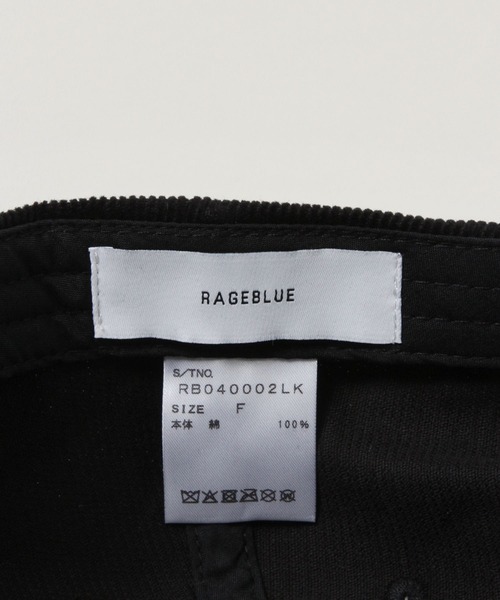 RAGEBLUE
S/TNO.
RB040002LK
SIZE F
本体 綿 100%